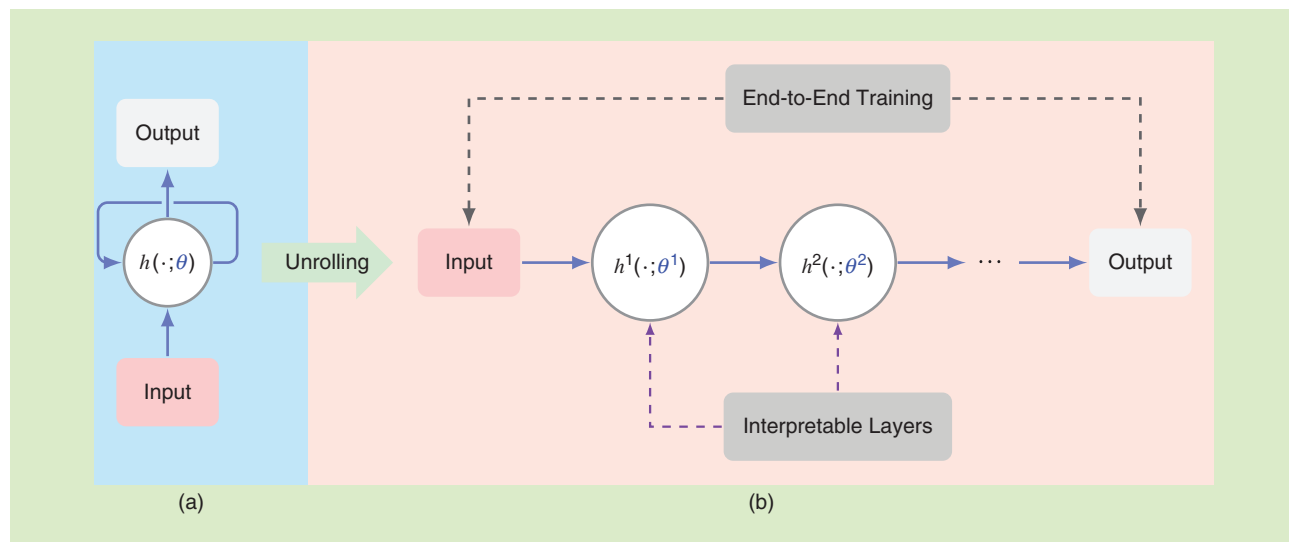 Output
h(·;θ)
Input
(a)
Unrolling
End-to-End Training
Input
h¹(·;θ¹)
h²(·;θ²)
···
Output
Interpretable Layers
(b)